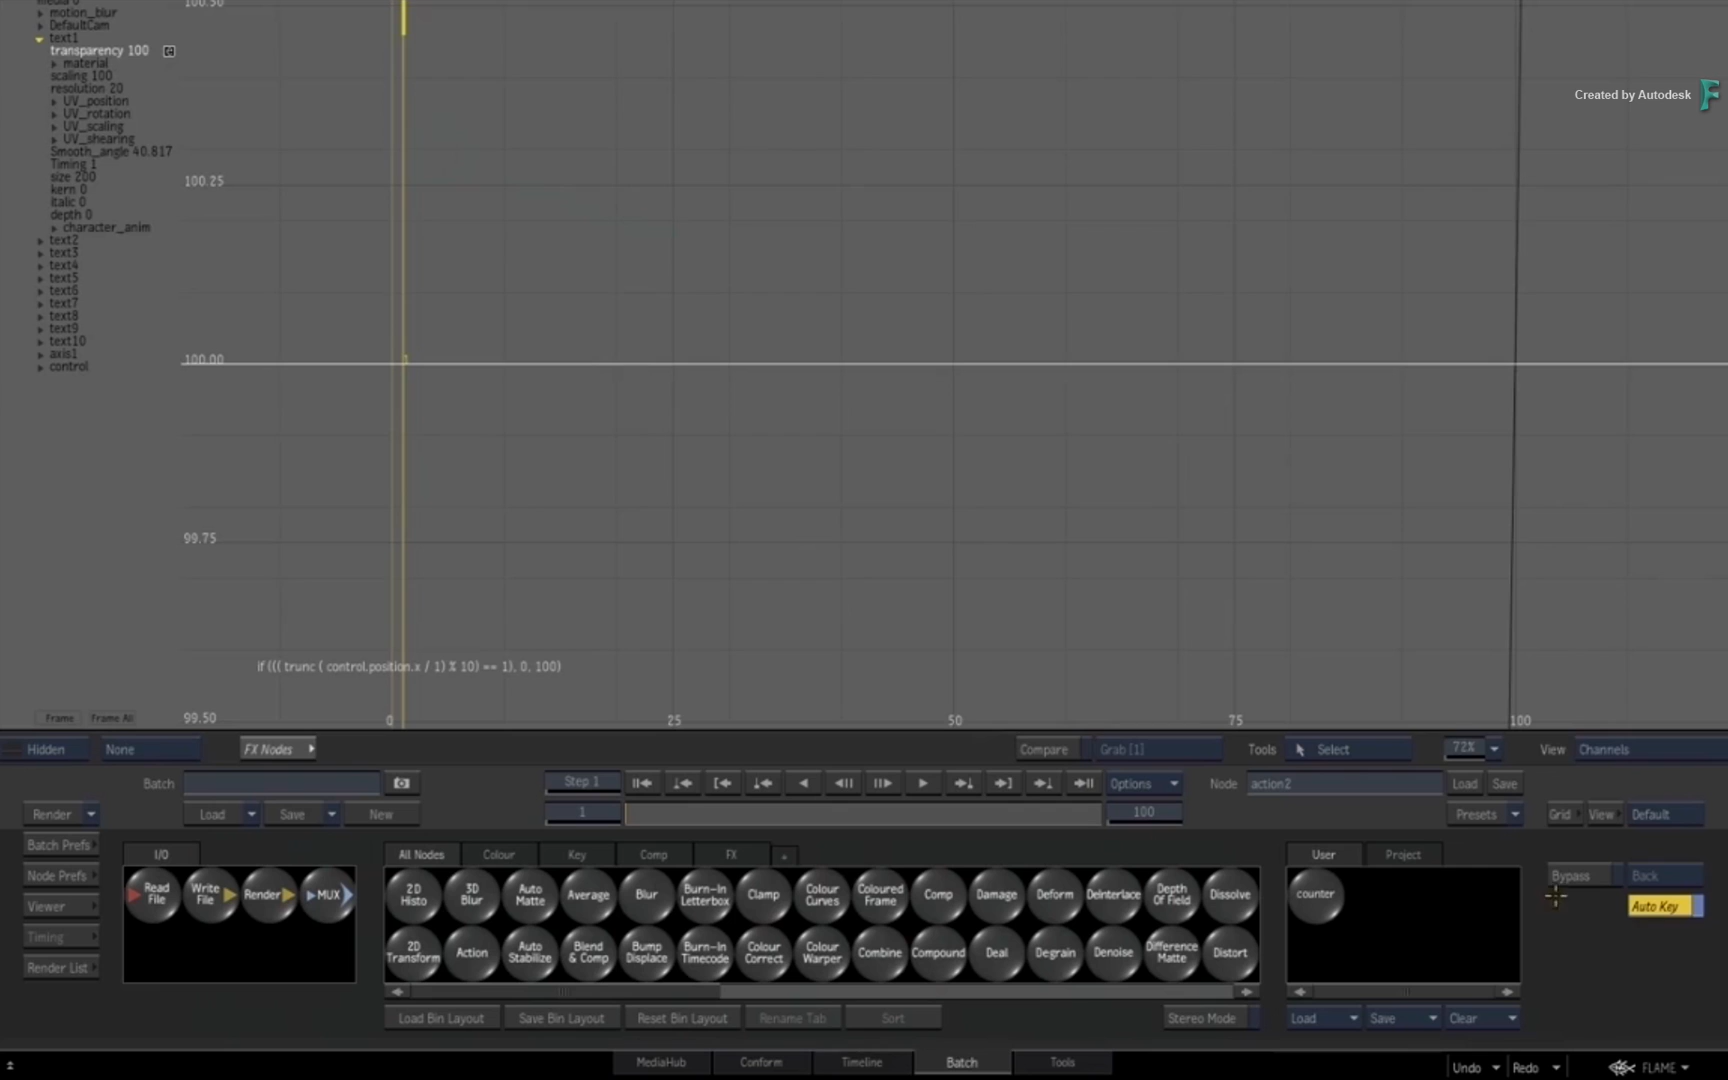 100.50
media 0
motion_blur
DefaultCam
text1
transparency 100
material
scaling 100
resolution 20
UV_position
UV_rotation
UV_scaling
UV_shearing
Smooth_angle 40.817
Timing 1
size 200
kern 0
italic 0
depth 0
character_anim
text2
text3
text4
text5
text6
text7
text8
text9
text10
axis1
control
Created by Autodesk
100.25
100.00
99.75
if ((( trunc ( control.position.x / 1) % 10) == 1), 0, 100)
Frame Frame All
99.50 0 25 50 75 100
Hidden None FX Nodes Compare Grab [1] Tools Select 72% View Channels
Batch Step 1 Options Node action2 Load Save
Render Load Save New 1 100 Presets Grid View Default
Batch Prefs
Node Prefs
Viewer
Timing
Render List
I/O
Read File
Write File
Render
MUX
All Nodes Colour Key Comp FX
2D Histo
3D Blur
Auto Matte
Average
Blur
Burn-In Letterbox
Clamp
Colour Curves
Coloured Frame
Comp
Damage
Deform
Deinterlace
Depth Of Field
Dissolve
2D Transform
Action
Auto Stabilize
Blend & Comp
Bump Displace
Burn-In Timecode
Colour Correct
Colour Warper
Combine
Compound
Deal
Degrain
Denoise
Difference Matte
Distort
Load Bin Layout Save Bin Layout Reset Bin Layout Rename Tab Sort Stereo Mode
User Project
counter
Load Save Clear
Bypass Back
Auto Key
MediaHub Conform Timeline Batch Tools
Undo Redo FLAME